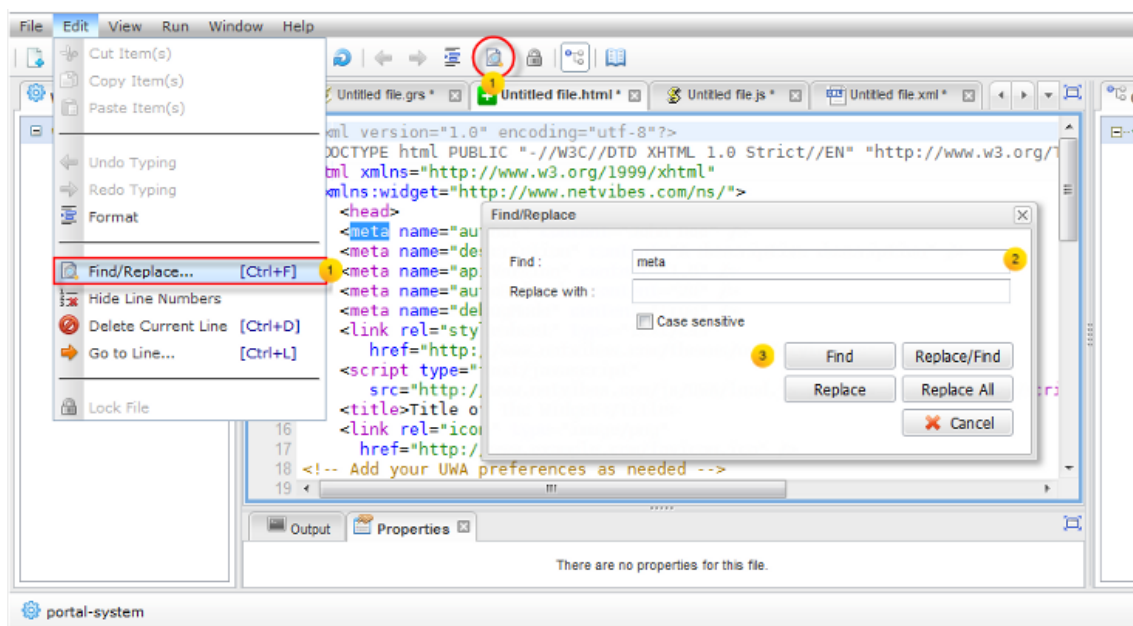 File Edit View Run Window Help
Cut Item(s)
Copy Item(s)
Paste Item(s)
Undo Typing
Redo Typing
Format
Find/Replace... [Ctrl+F] 1
Hide Line Numbers
Delete Current Line [Ctrl+D]
Go to Line... [Ctrl+L]
Lock File
1
Untitled file.grs * Untitled file.html * Untitled file.js * Untitled file.xml *
xml version="1.0" encoding="utf-8"?>
DOCTYPE html PUBLIC "-//W3C//DTD XHTML 1.0 Strict//EN" "http://www.w3.org/
tml xmlns="http://www.w3.org/1999/xhtml"
xmlns:widget="http://www.netvibes.com/ns/">
<head>
<meta name="au
<meta name="de
<meta name="ap
<meta name="au
<meta name="de
<link rel="sty
href="http:
<script type="
src="http:/
<title>Title o
16 <link rel="ico
17 href="http:/
18 <!-- Add your UWA preferences as needed -->
19
Find/Replace
Find : meta 2
Replace with :
Case sensitive
3 Find Replace/Find
Replace Replace All
Cancel
Output Properties
There are no properties for this file.
portal-system